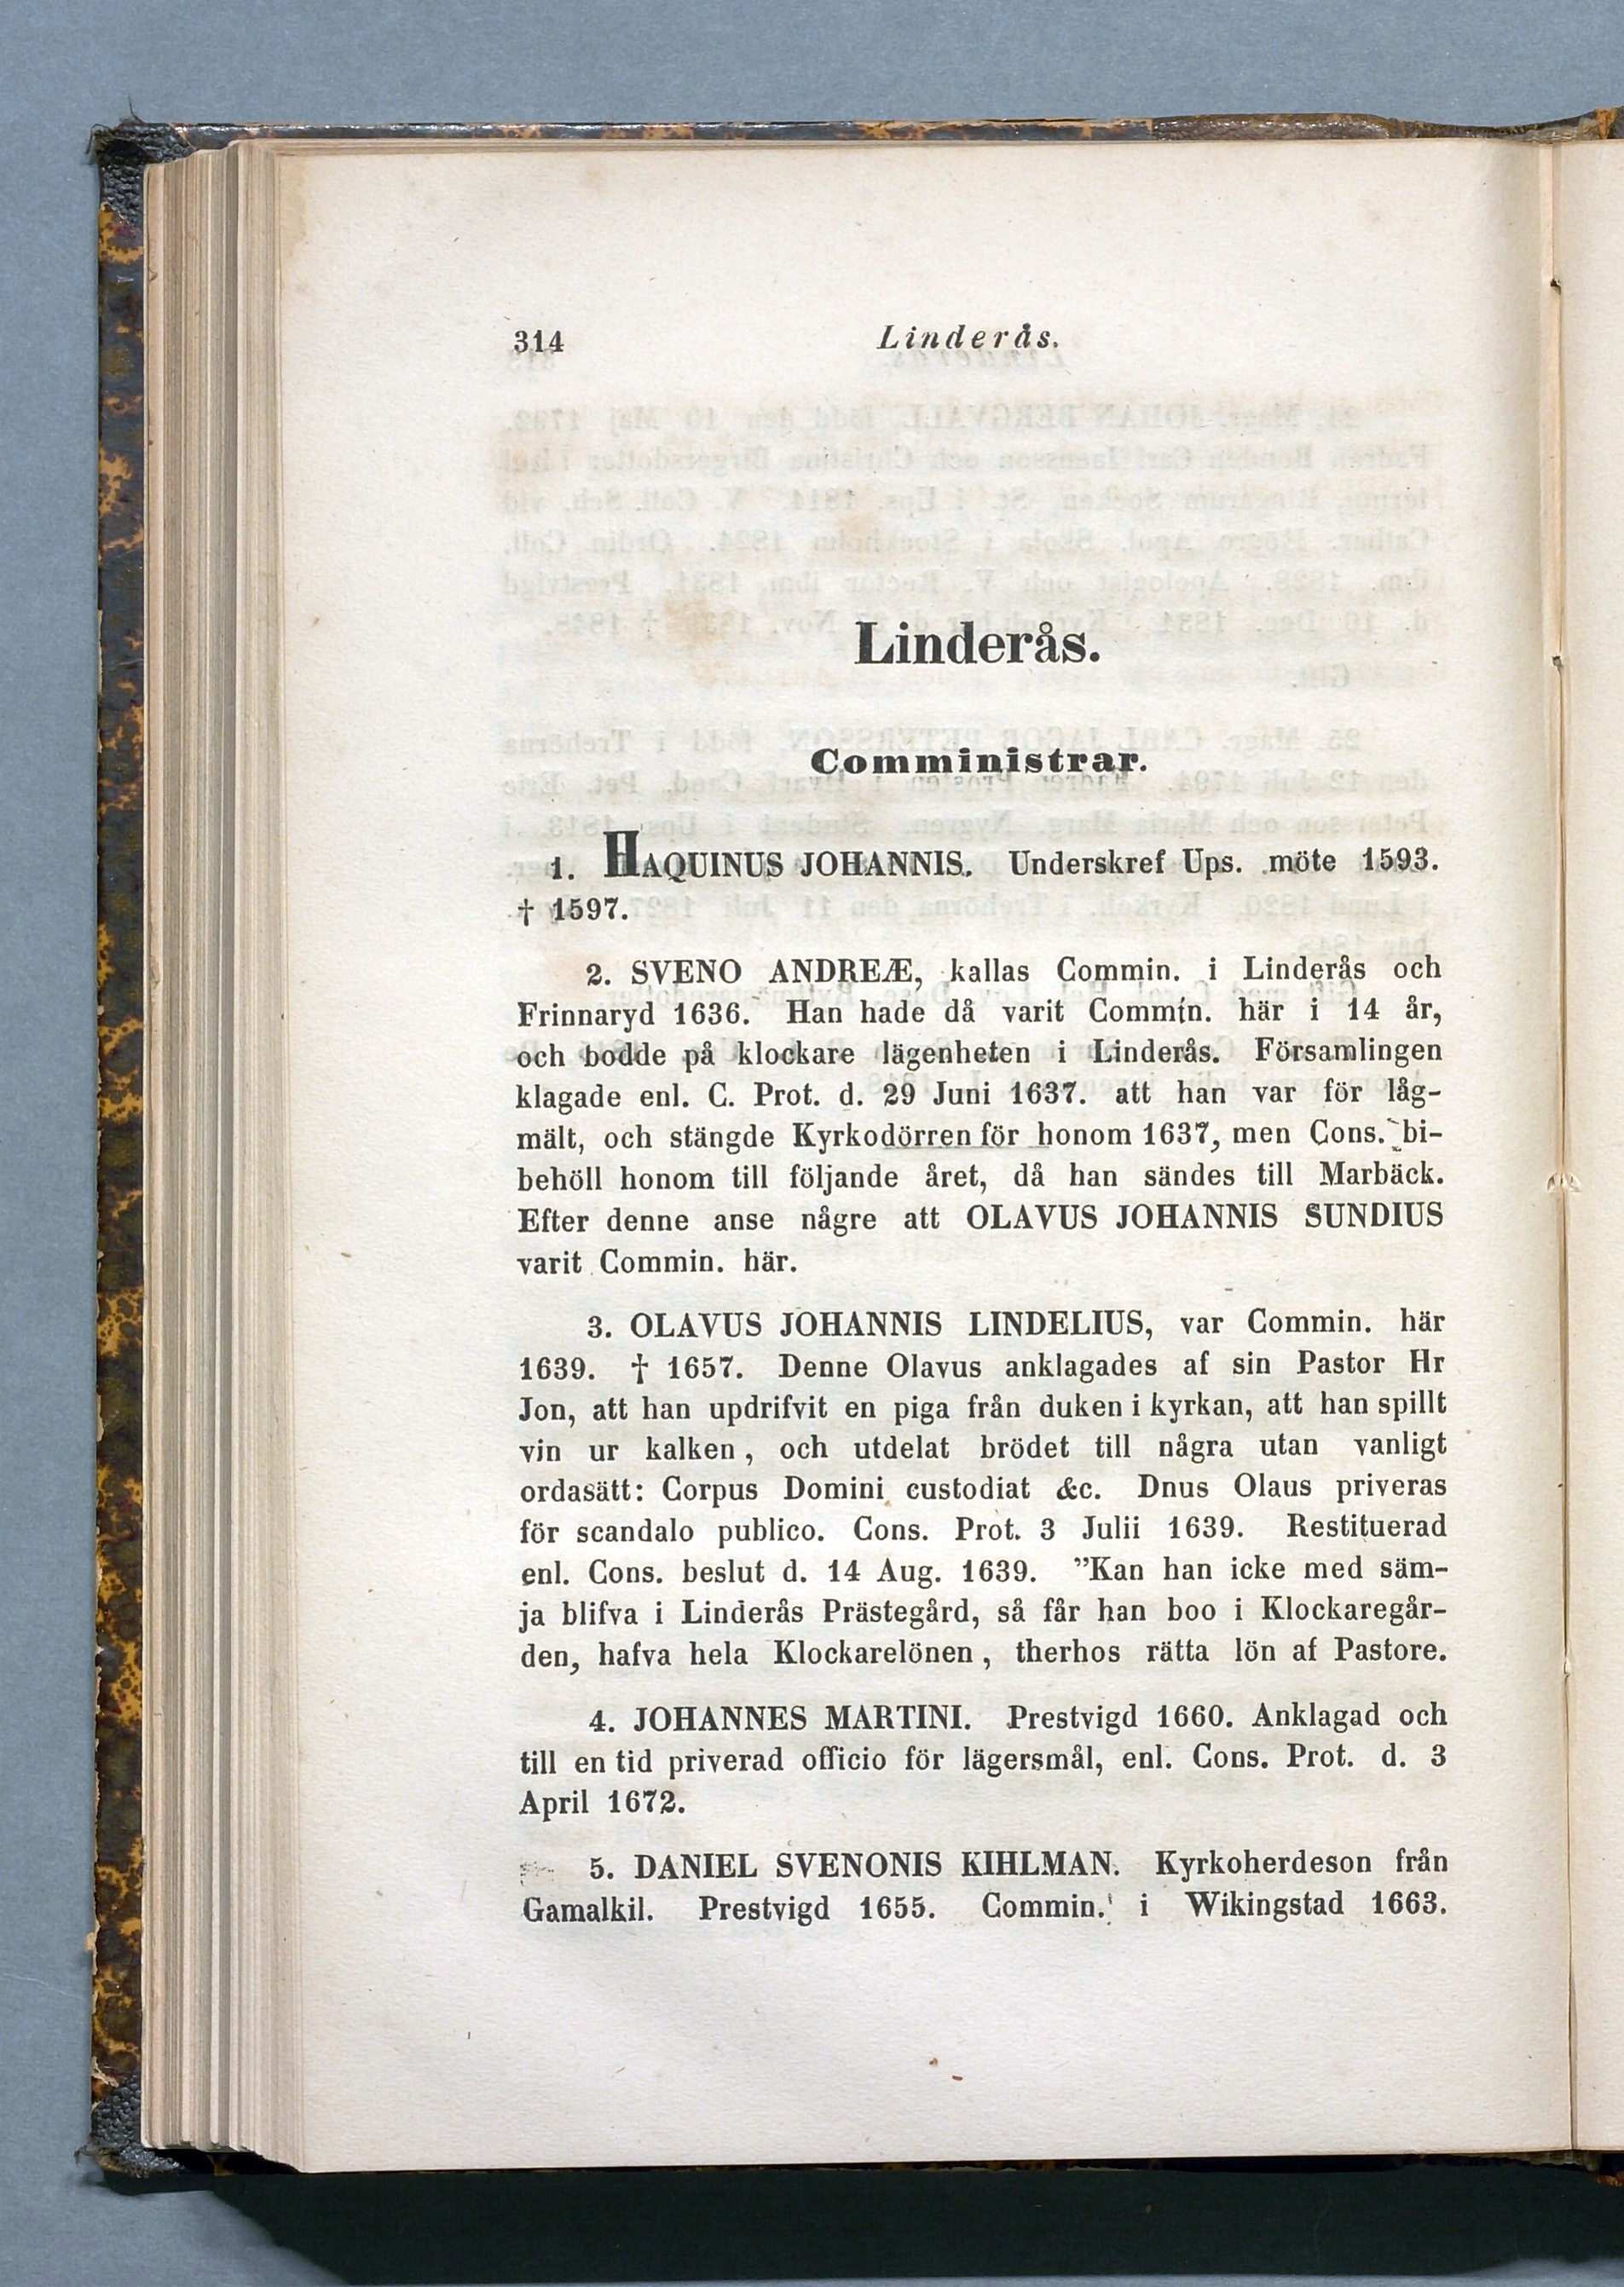 314
Linderås.
Linderås.
Comministrar.
1. HAQUINUS JOHANNIS. Underskref Ups. möte 1593.
† 1597.
2. SVENO ANDREÆ, kallas Commin. i Linderås och
Frinnaryd 1636. Han hade då varit Commin. här i 14 år,
och bodde på klockare lägenheten i Linderås. Församlingen
klagade enl. C. Prot. d. 29 Juni 1637. att han var för låg-
mält, och stängde Kyrkodörren för honom 1637, men Cons. bi-
behöll honom till följande året, då han sändes till Marbäck.
Efter denne anse någre att OLAVUS JOHANNIS SUNDIUS
varit Commin. här.
3. OLAVUS JOHANNIS LINDELIUS, var Commin. här
1639. † 1657. Denne Olavus anklagades af sin Pastor Hr
Jon, att han updrifvit en piga från duken i kyrkan, att han spillt
vin ur kalken, och utdelat brödet till några utan vanligt
ordasätt: Corpus Domini custodiat &c. Dnus Olaus priveras
för scandalo publico. Cons. Prot. 3 Julii 1639. Restituerad
enl. Cons. beslut d. 14 Aug. 1639. ”Kan han icke med säm-
ja blifva i Linderås Prästegård, så får han boo i Klockaregår-
den, hafva hela Klockarelönen, therhos rätta lön af Pastore.
4. JOHANNES MARTINI. Prestvigd 1660. Anklagad och
till en tid priverad officio för lägersmål, enl. Cons. Prot. d. 3
April 1672.
5. DANIEL SVENONIS KIHLMAN. Kyrkoherdeson från
Gamalkil. Prestvigd 1655. Commin. i Wikingstad 1663.